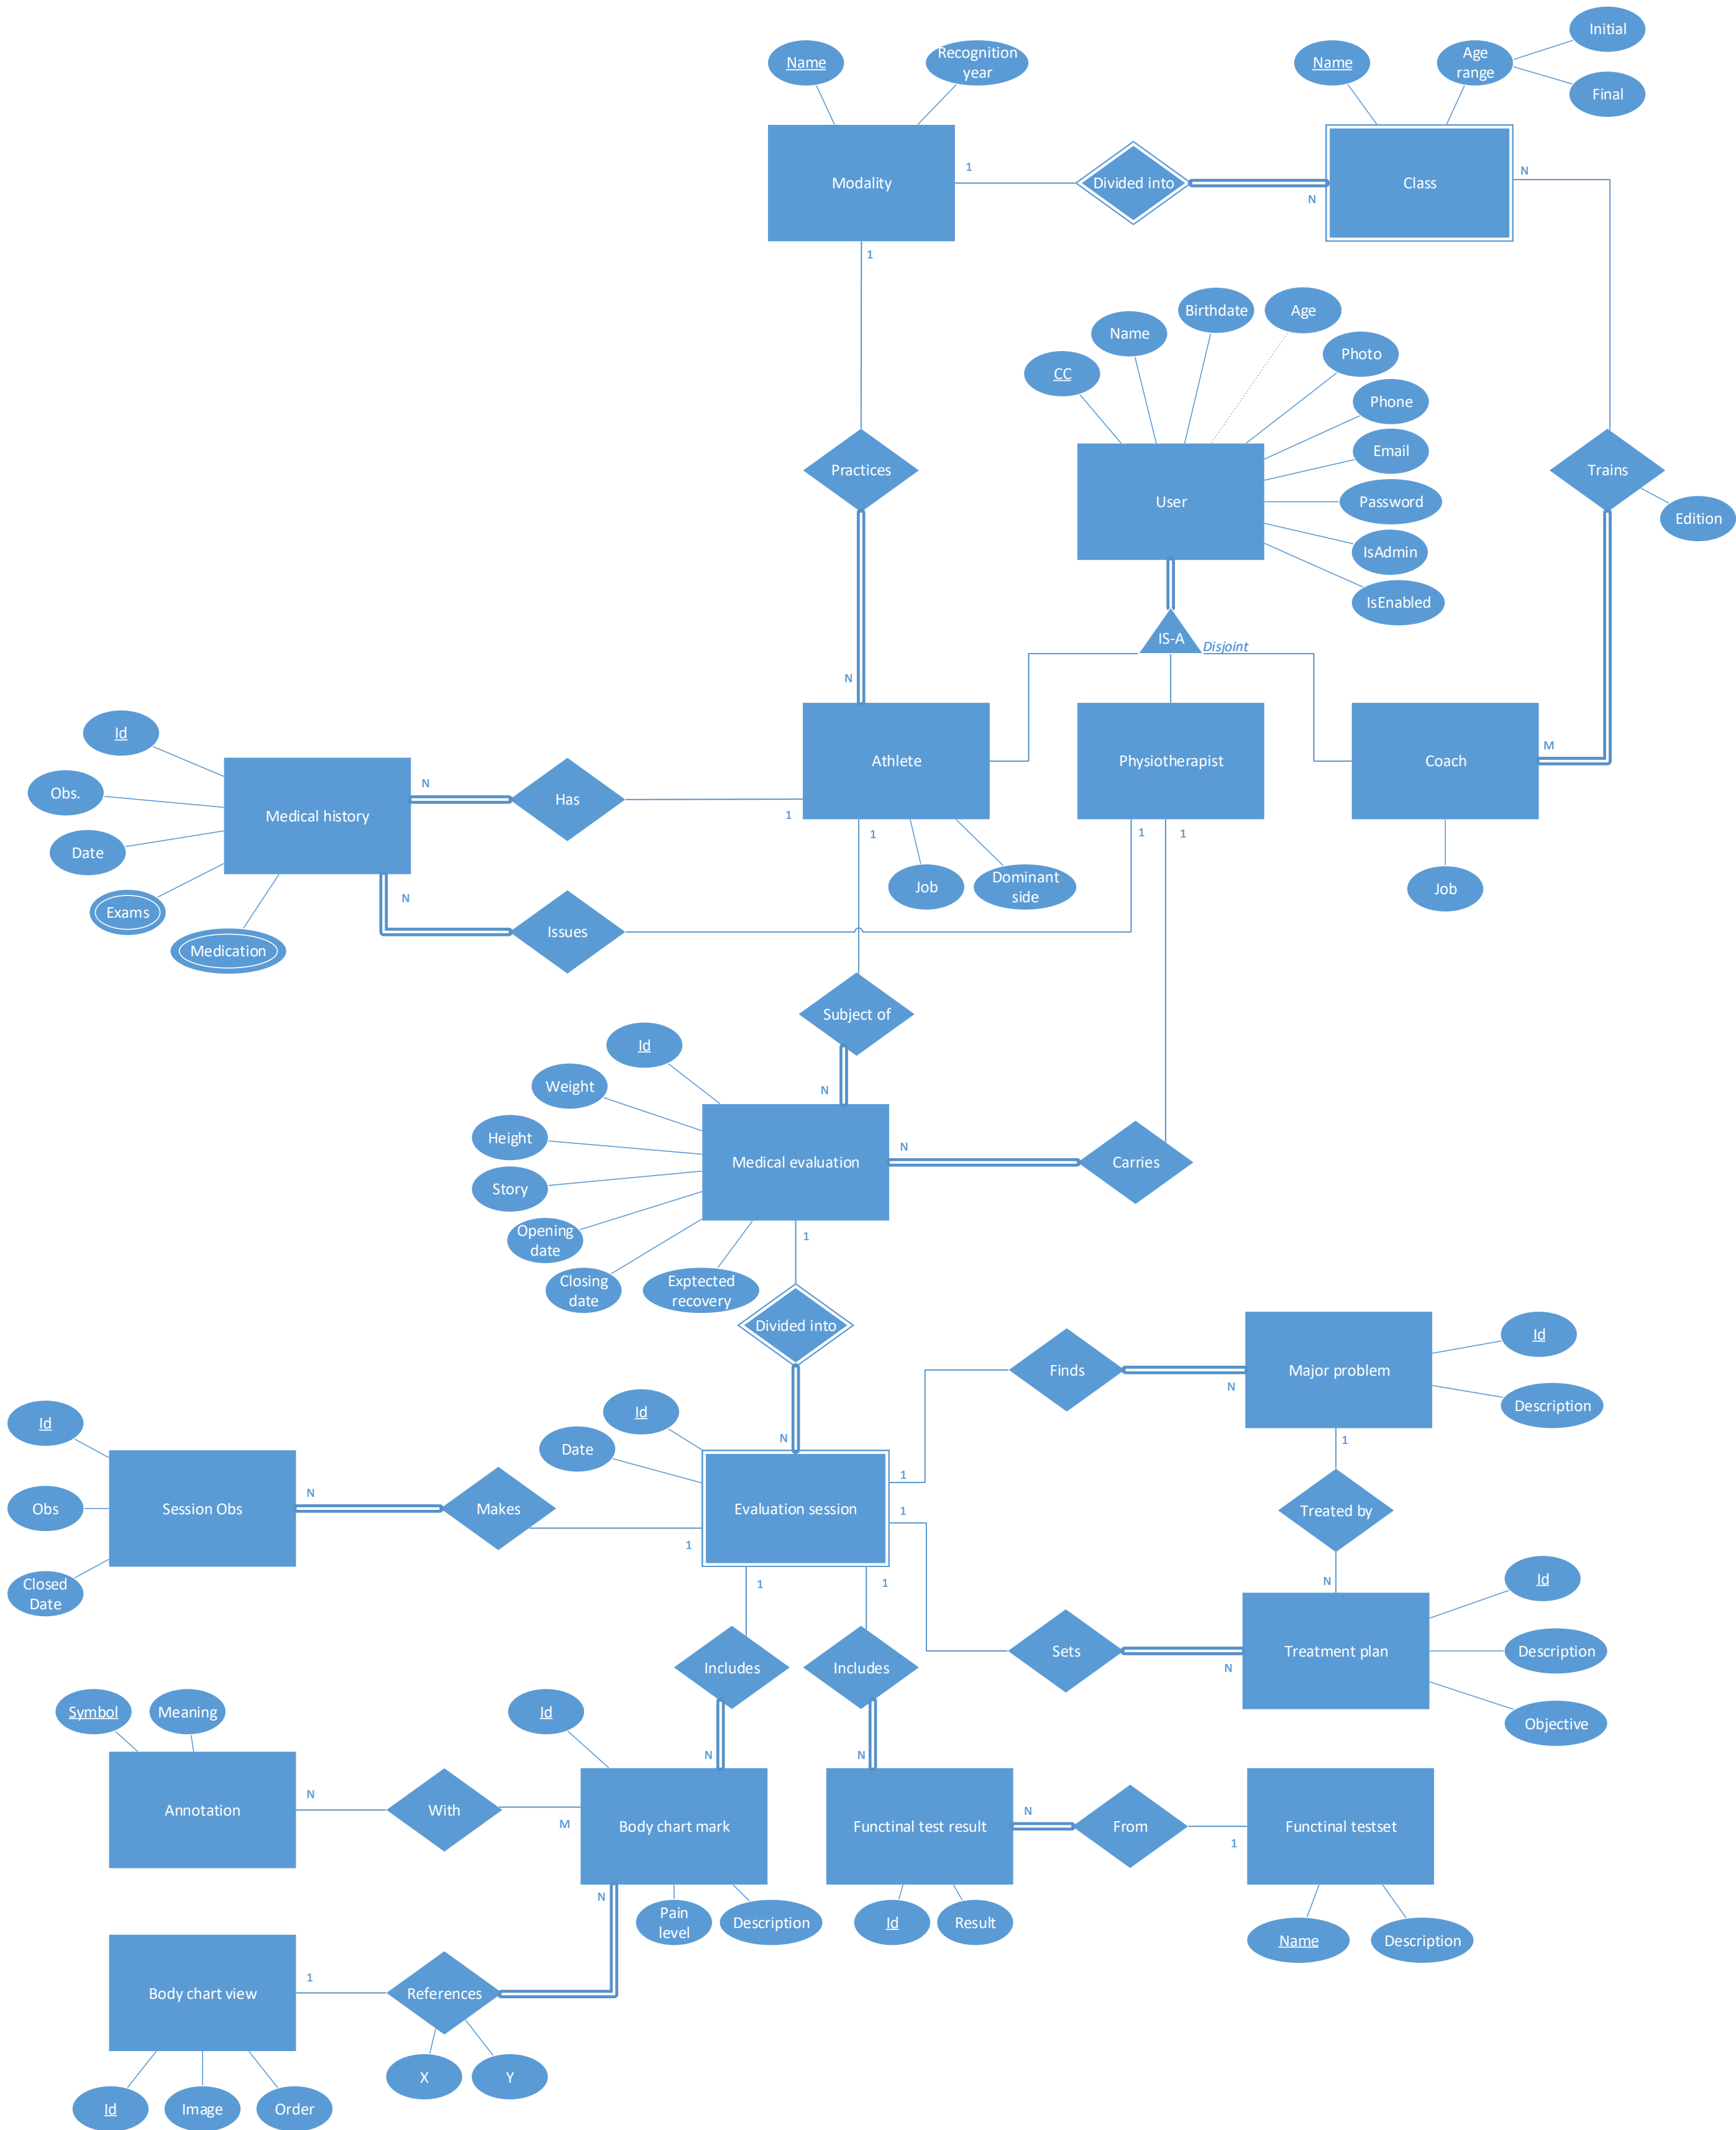 Initial
Name
Recognition
year
Name
Age
range
Final
Modality
1
Divided into
N
Class
N
1
Birthdate
Age
Name
Photo
CC
Phone
Email
Practices
User
Password
Trains
Edition
IsAdmin
IsEnabled
IS-A
Disjoint
N
Id
Athlete
Physiotherapist
Coach
M
Medical history
N
Has
1
Obs.
Date
1
1
1
Exams
N
Job
Dominant
side
Job
Medication
Issues
Subject of
Id
Weight
N
Height
Medical evaluation
N
Carries
Story
Opening
date
1
Closing
date
Exptected
recovery
Divided into
Id
Finds
Major problem
N
Description
Id
Id
Date
N
1
1
Session Obs
N
Makes
Evaluation session
1
1
Treated by
Obs
Closed
Date
1
1
N
Id
Includes
Includes
Sets
Treatment plan
N
Description
Symbol
Meaning
Id
Objective
N
N
Annotation
N
With
M
Body chart mark
Functinal test result
N
From
1
Functinal testset
N
Pain
level
Description
Id
Result
Name
Description
Body chart view
1
References
X
Y
Id
Image
Order